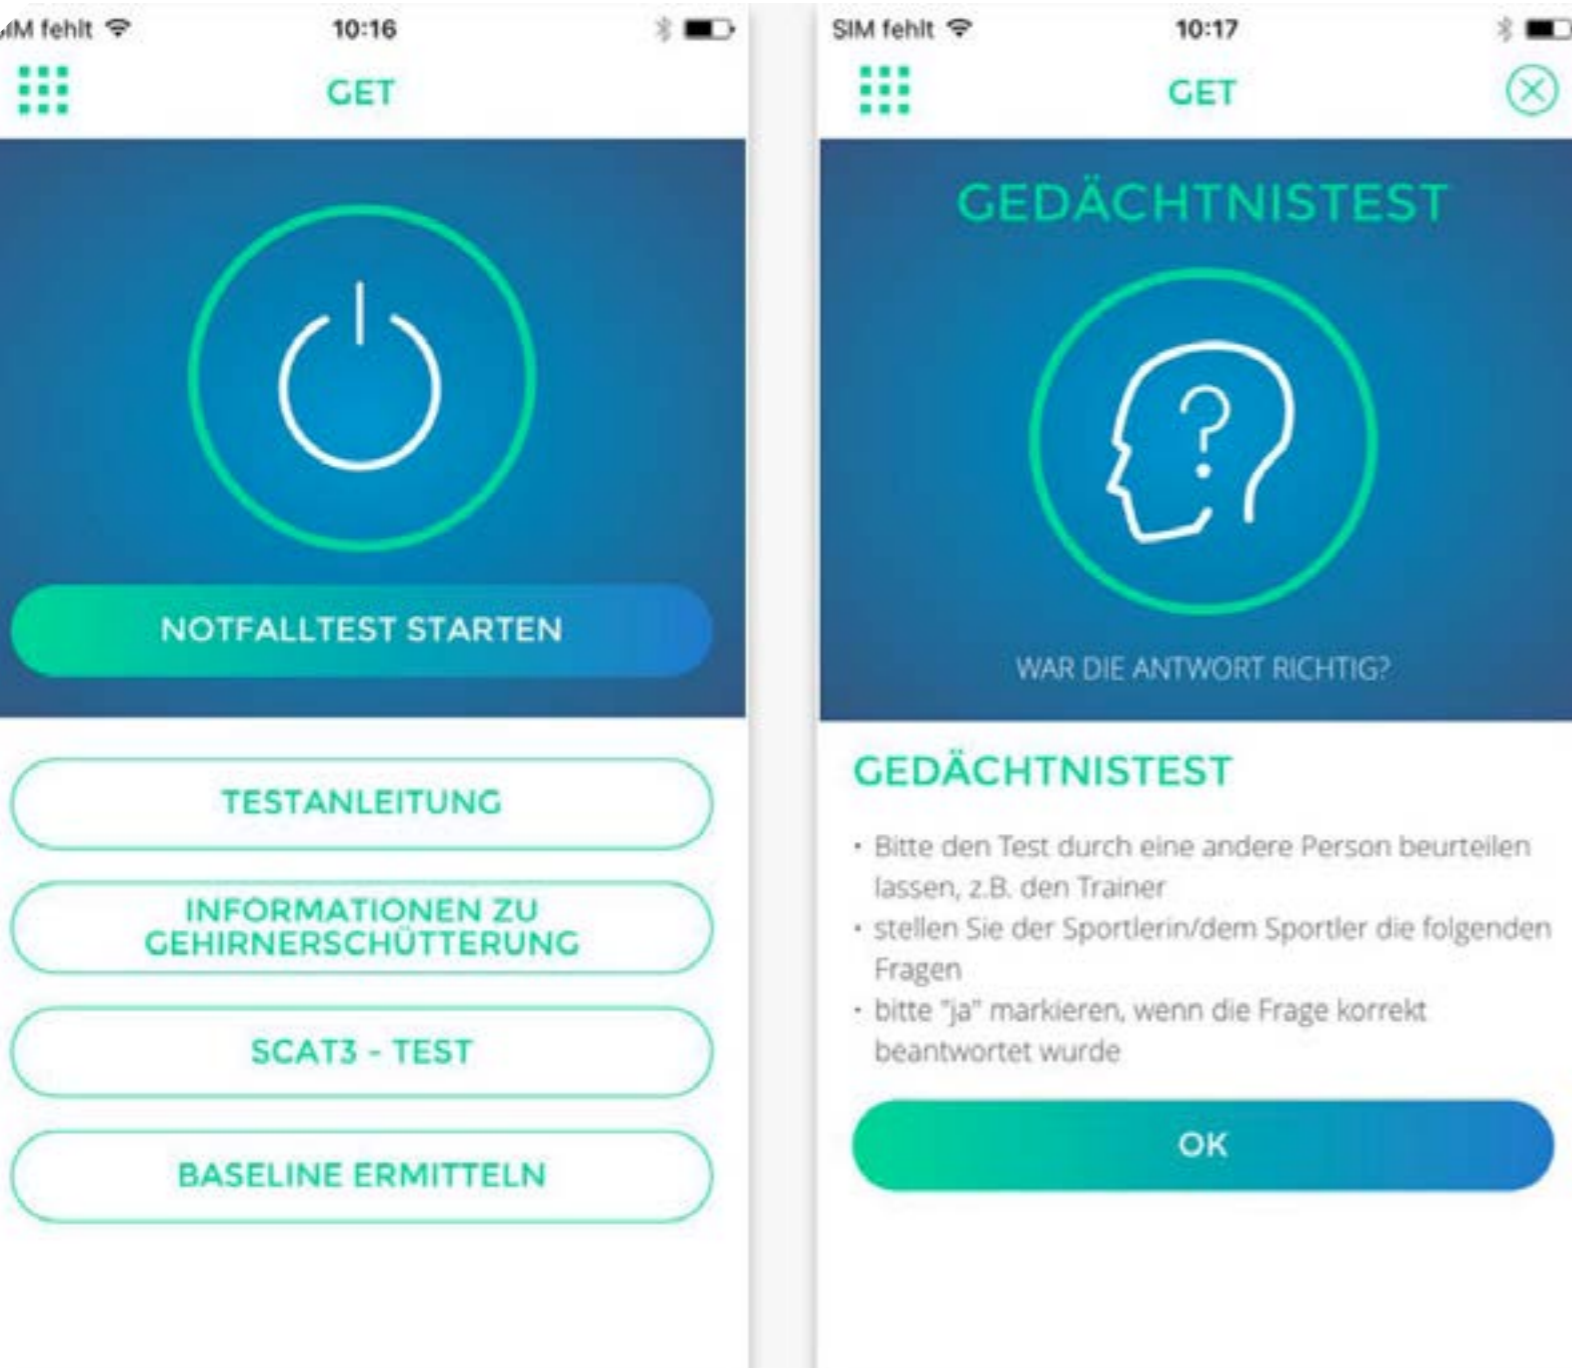 SIM fehlt 10:16
GET
NOTFALLTEST STARTEN
TESTANLEITUNG
INFORMATIONEN ZU
GEHIRNERSCHÜTTERUNG
SCAT3 - TEST
BASELINE ERMITTELN
SIM fehlt 10:17
GET
GEDÄCHTNISTEST
?
WAR DIE ANTWORT RICHTIG?
GEDÄCHTNISTEST
• Bitte den Test durch eine andere Person beurteilen
lassen, z.B. den Trainer
• stellen Sie der Sportlerin/dem Sportler die folgenden
Fragen
• bitte "ja" markieren, wenn die Frage korrekt
beantwortet wurde
OK